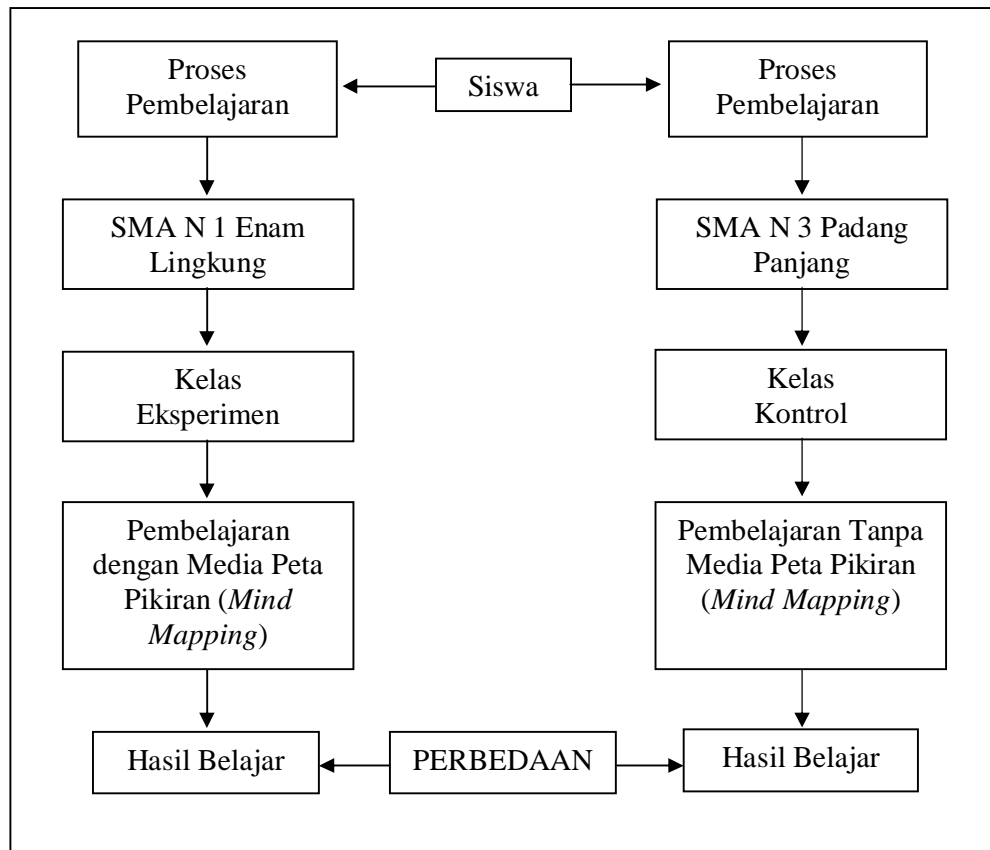 Proses
Pembelajaran
Siswa
Proses
Pembelajaran
SMA N 1 Enam
Lingkung
SMA N 3 Padang
Panjang
Kelas
Eksperimen
Kelas
Kontrol
Pembelajaran
dengan Media Peta
Pikiran (Mind
Mapping)
Pembelajaran Tanpa
Media Peta Pikiran
(Mind Mapping)
Hasil Belajar
PERBEDAAN
Hasil Belajar